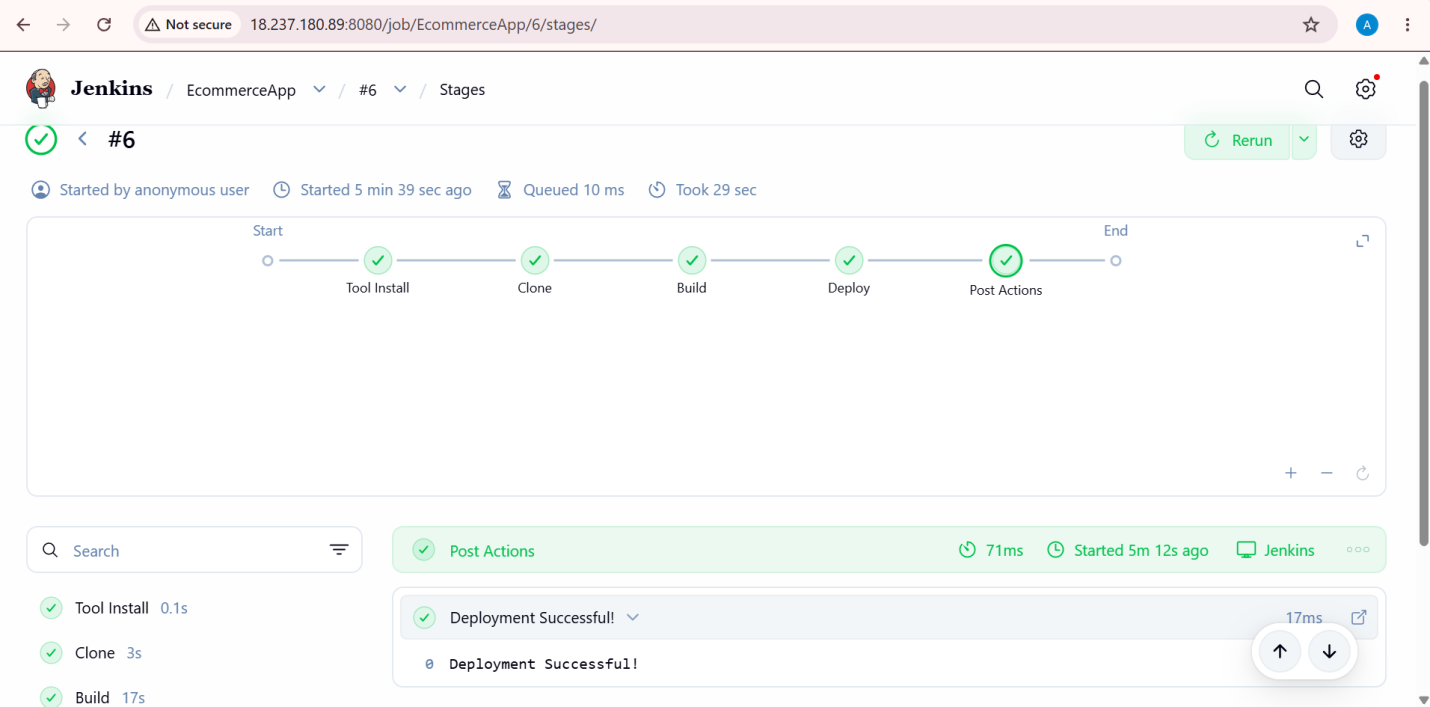 Not secure 18.237.180.89:8080/job/EcommerceApp/6/stages/ A
Jenkins / EcommerceApp / #6 / Stages
#6 Rerun
Started by anonymous user Started 5 min 39 sec ago Queued 10 ms Took 29 sec
Start End
Tool Install Clone Build Deploy Post Actions
Search Post Actions 71ms Started 5m 12s ago Jenkins
Tool Install 0.1s Deployment Successful! 17ms
Clone 3s 0 Deployment Successful!
Build 17s